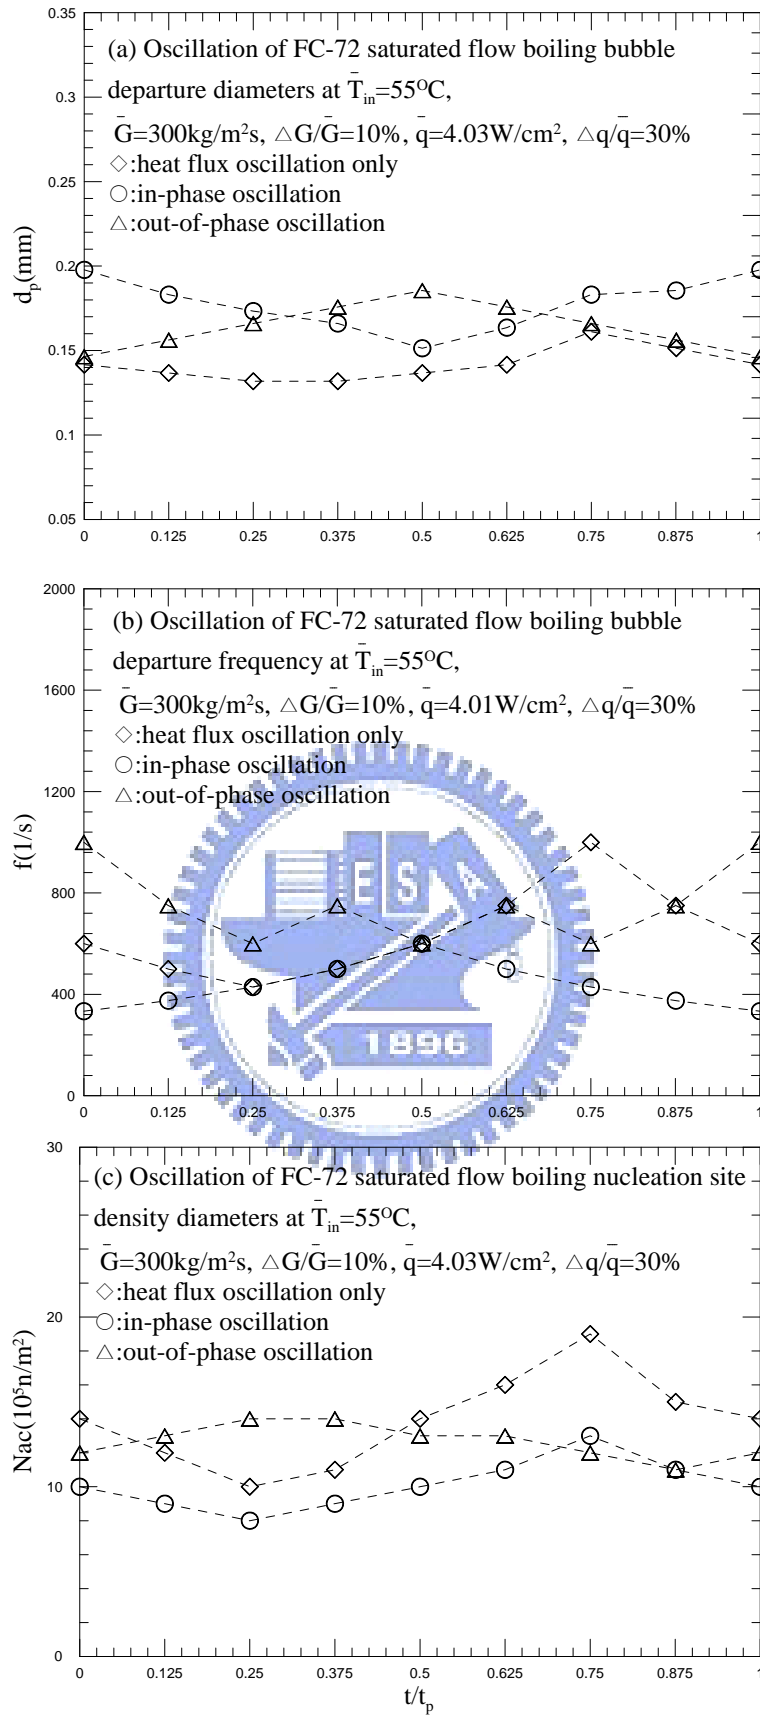 0.35
(a) Oscillation of FC-72 saturated flow boiling bubble
0.3
departure diameters at T̄in=55OC,
Ḡ=300kg/m²s, △G/Ḡ=10%, q̄=4.03W/cm², △q/q̄=30%
0.25
◇:heat flux oscillation only
○:in-phase oscillation
△:out-of-phase oscillation
0.2
dp(mm)
0.15
0.1
0.05
0 0.125 0.25 0.375 0.5 0.625 0.75 0.875 1
2000
(b) Oscillation of FC-72 saturated flow boiling bubble
departure frequency at T̄in=55OC,
1600
Ḡ=300kg/m²s, △G/Ḡ=10%, q̄=4.01W/cm², △q/q̄=30%
◇:heat flux oscillation only
○:in-phase oscillation
1200
△:out-of-phase oscillation
f(1/s)
E S A
800
400
1896
0
0 0.125 0.25 0.375 0.5 0.625 0.75 0.875 1
30
(c) Oscillation of FC-72 saturated flow boiling nucleation site
density diameters at T̄in=55OC,
Ḡ=300kg/m²s, △G/Ḡ=10%, q̄=4.03W/cm², △q/q̄=30%
◇:heat flux oscillation only
20
○:in-phase oscillation
△:out-of-phase oscillation
Nac(10⁵n/m²)
10
0
0 0.125 0.25 0.375 0.5 0.625 0.75 0.875 1
t/tp